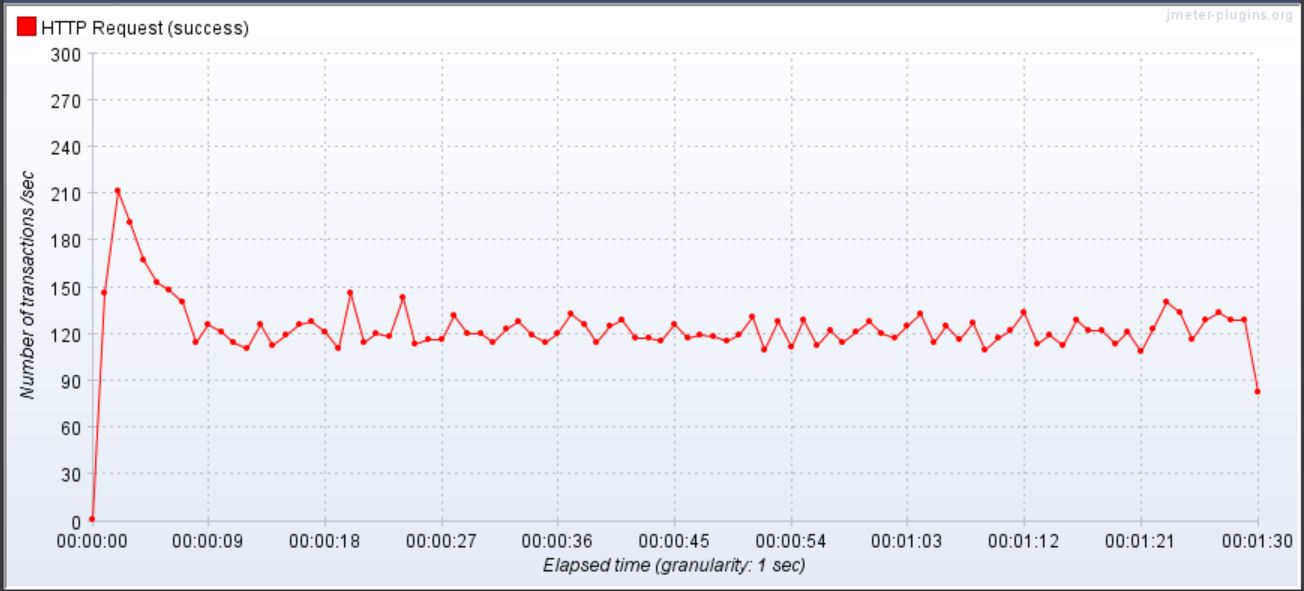 jmeter-plugins.org
HTTP Request (success)
300
270
240
210
180
150
120
90
60
30
0
Number of transactions /sec
00:00:00 00:00:09 00:00:18 00:00:27 00:00:36 00:00:45 00:00:54 00:01:03 00:01:12 00:01:21 00:01:30
Elapsed time (granularity: 1 sec)